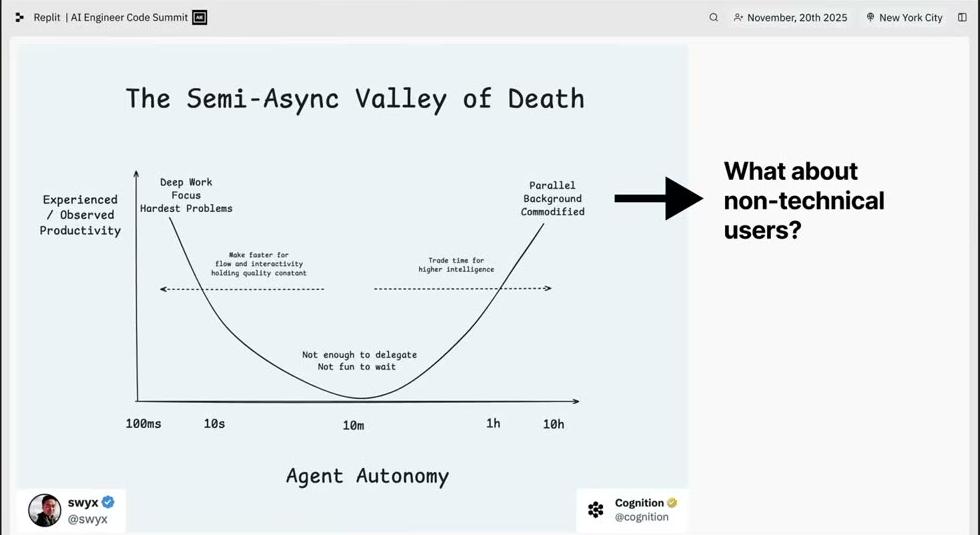 Replit | AI Engineer Code Summit AIE
November, 20th 2025
New York City
The Semi-Async Valley of Death
Experienced
/ Observed
Productivity
Deep Work
Focus
Hardest Problems
Make faster for
flow and interactivity
holding quality constant
Trade time for
higher intelligence
Parallel
Background
Commodified
Not enough to delegate
Not fun to wait
100ms
10s
10m
1h
10h
Agent Autonomy
swyx
@swyx
Cognition
@cognition
What about
non-technical
users?